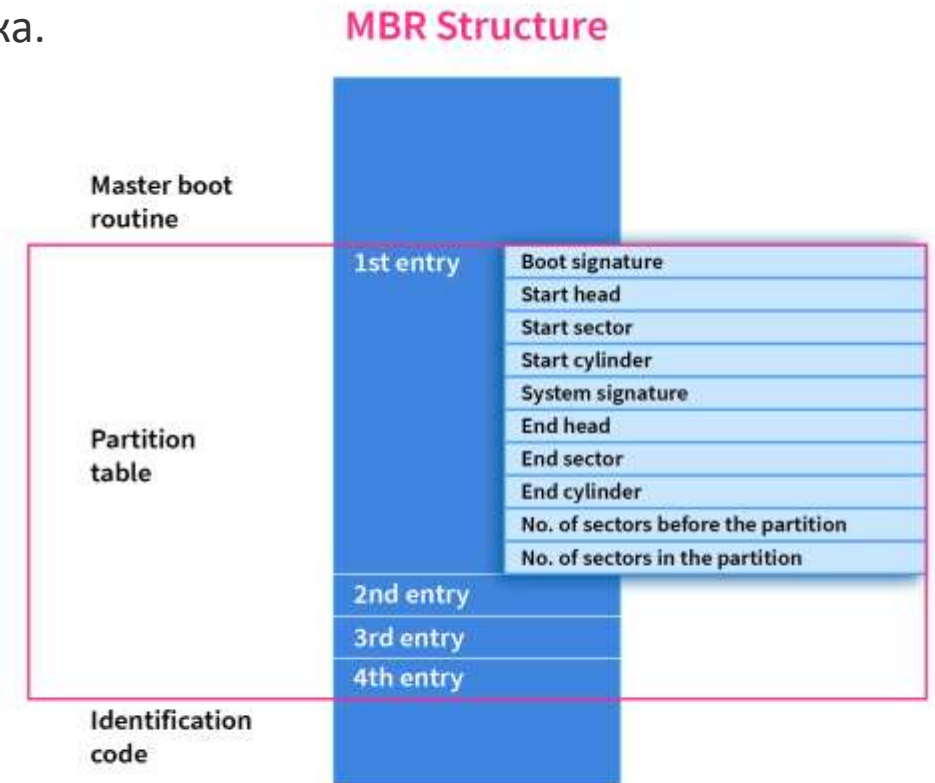 ка.
MBR Structure
Master boot
routine
Partition
table
Identification
code
1st entry
Boot signature
Start head
Start sector
Start cylinder
System signature
End head
End sector
End cylinder
No. of sectors before the partition
No. of sectors in the partition
2nd entry
3rd entry
4th entry